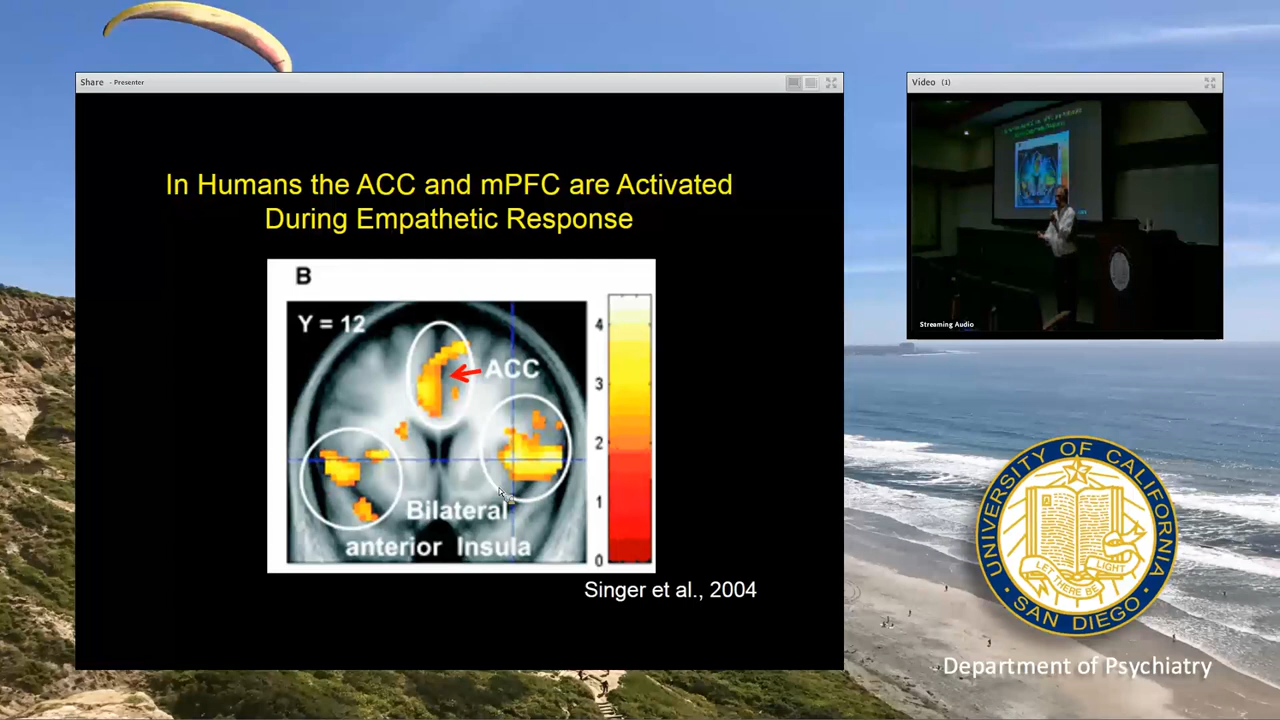 Share - Presenter
In Humans the ACC and mPFC are Activated
During Empathetic Response
B
Y = 12
ACC
Bilateral
anterior Insula
4
3
2
1
0
Singer et al., 2004
Video (1)
Streaming Audio
UNIVERSITY OF CALIFORNIA
LET THERE BE LIGHT
SAN DIEGO
Department of Psychiatry